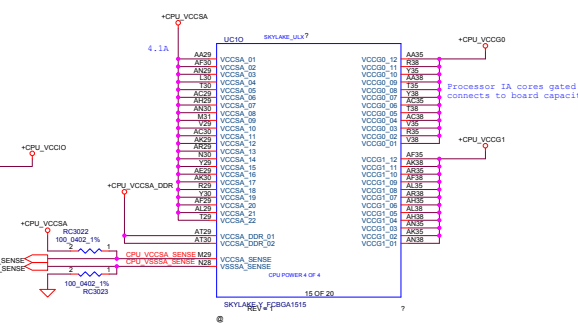 +CPU_VCCSA
UC1O
SKYLAKE_ULX?
4.1A
+CPU_VCCG0
AA29 VCCSA_01 VCCG0_12 AA35
AF30 VCCSA_02 VCCG0_11 R38
AN29 VCCSA_03 VCCG0_10 Y35
L30 VCCSA_04 VCCG0_09 AA38
T30 VCCSA_05 VCCG0_08 T35
AC29 VCCSA_06 VCCG0_07 Y38
AH29 VCCSA_07 VCCG0_06 AC35
AN30 VCCSA_08 VCCG0_05 T38
M31 VCCSA_09 VCCG0_04 AC38
V29 VCCSA_10 VCCG0_03 V35
AC30 VCCSA_11 VCCG0_02 R35
AK29 VCCSA_12 VCCG0_01 V38
Processor IA cores gated
connects to board capacit
AR29 VCCSA_13
+CPU_VCCIO
+CPU_VCCG1
N30 VCCSA_14 VCCG1_12 AF35
Y29 VCCSA_15 VCCG1_11 AK38
AE29 VCCSA_16 VCCG1_10 AR35
AK30 VCCSA_17 VCCG1_09 AF38
R29 VCCSA_18 VCCG1_08 AL35
Y30 VCCSA_19 VCCG1_07 AR38
AF29 VCCSA_20 VCCG1_06 AH35
AL29 VCCSA_21 VCCG1_05 AL38
T29 VCCSA_22 VCCG1_04 AH38
VCCG1_03 AN35
VCCG1_02 AK35
VCCG1_01 AN38
+CPU_VCCSA_DDR
AT29 VCCSA_DDR_01
AT30 VCCSA_DDR_02
+CPU_VCCSA
RC3022
100_0402_1%
2 1
SENSE CPU_VCCSA_SENSE M29 VCCSA_SENSE
SENSE CPU_VSSSA_SENSE N28 VSSSA_SENSE
2 1
100_0402_1%
RC3023
CPU POWER 4 OF 4
15 OF 20
SKYLAKE-Y_FCBGA1515
REV = 1
?
@